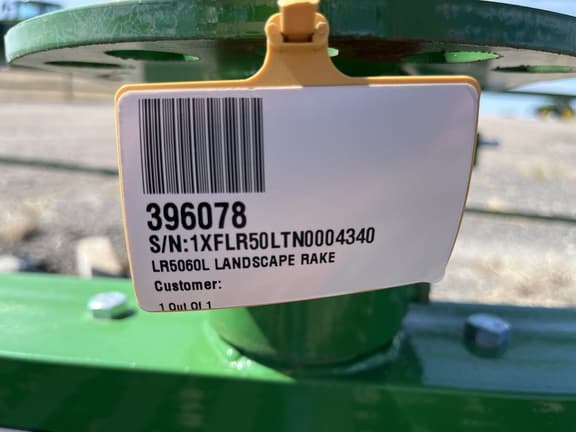 396078
S/N:1XFLR50LTN0004340
LR5060L LANDSCAPE RAKE
Customer:
1 Out Of 1